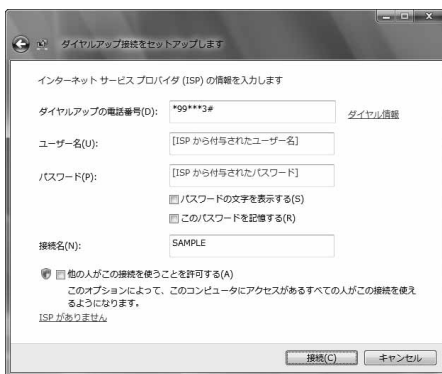 ダイヤルアップ接続をセットアップします
インターネット サービス プロバイダ (ISP) の情報を入力します
ダイヤルアップの電話番号(D):
*99***3#
ダイヤル情報
ユーザー名(U):
[ISP から付与されたユーザー名]
パスワード(P):
[ISP から付与されたパスワード]
パスワードの文字を表示する(S)
このパスワードを記憶する(R)
接続名(N):
SAMPLE
他の人がこの接続を使うことを許可する(A)
このオプションによって、このコンピュータにアクセスがあるすべての人がこの接続を使え
るようになります。
ISP がありません
接続(C)
キャンセル